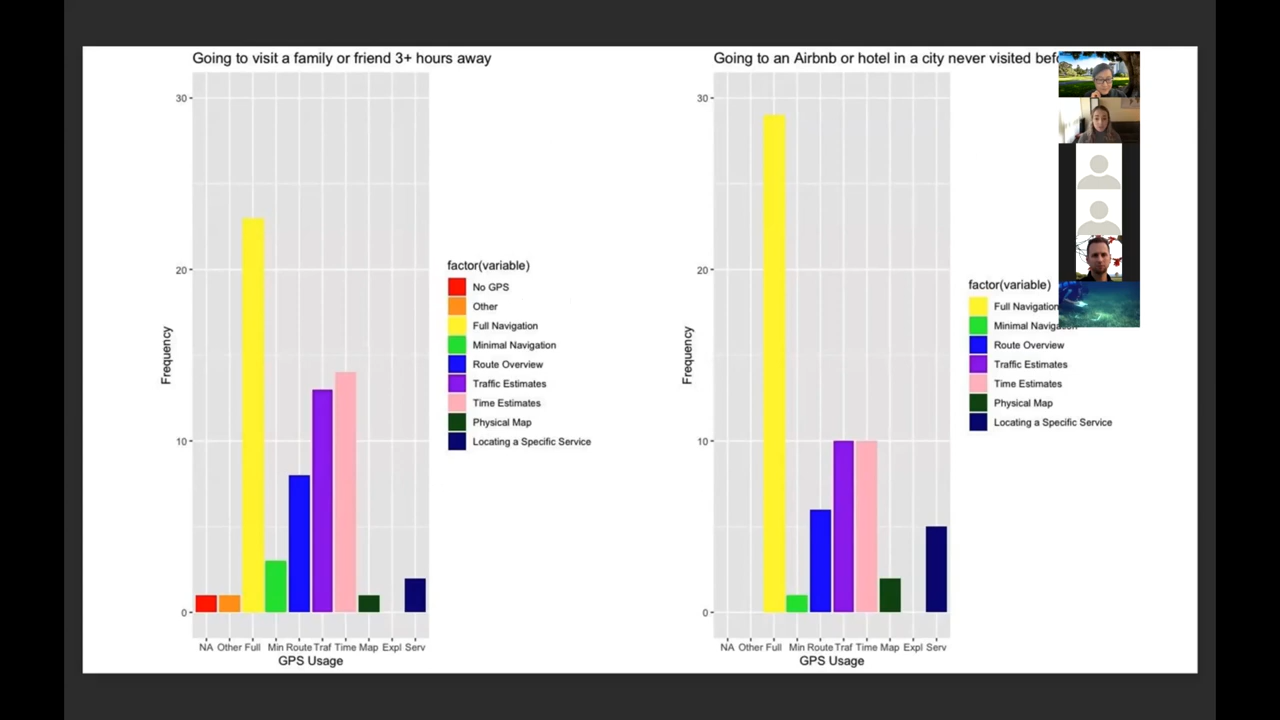 Going to visit a family or friend 3+ hours away
30
20
10
0
Frequency
NA Other Full Min Route Traf Time Map Expl Serv
GPS Usage
factor(variable)
No GPS
Other
Full Navigation
Minimal Navigation
Route Overview
Traffic Estimates
Time Estimates
Physical Map
Locating a Specific Service
Going to an Airbnb or hotel in a city never visited
30
20
10
0
Frequency
NA Other Full Min Route Traf Time Map Expl Serv
GPS Usage
factor(variable)
Full Navigation
Minimal Navigation
Route Overview
Traffic Estimates
Time Estimates
Physical Map
Locating a Specific Service